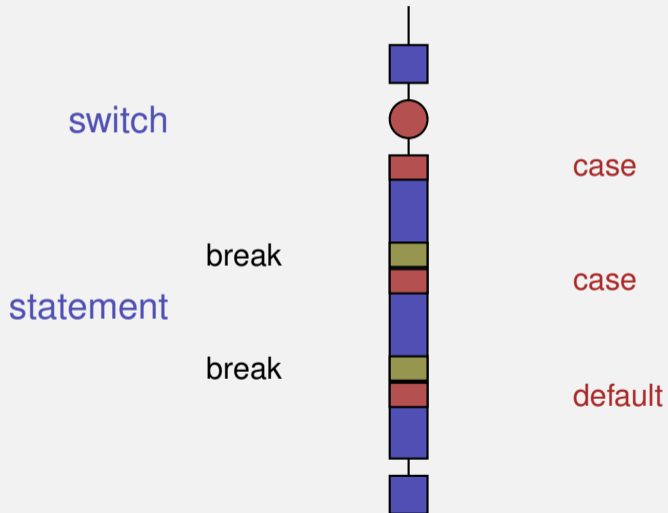 switch
case
break
case
statement
break
default